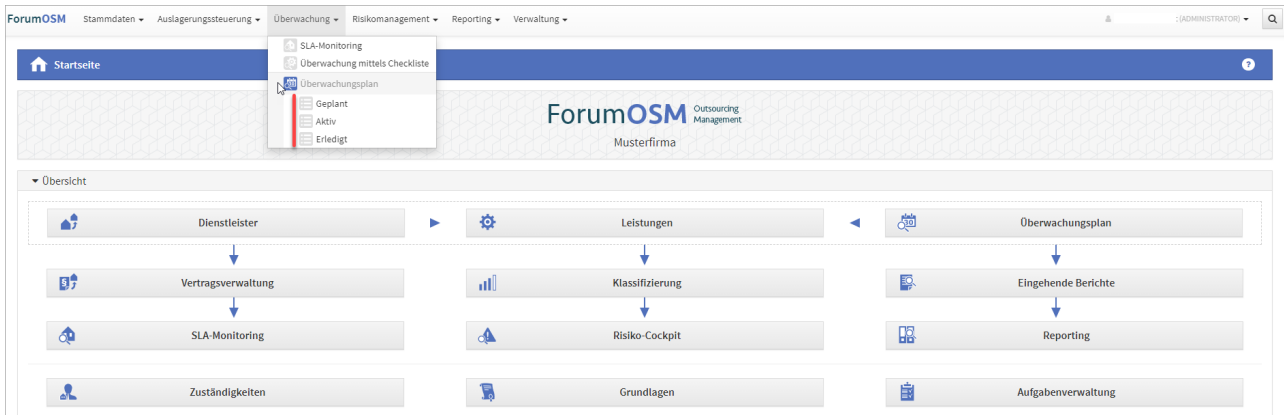 ForumOSM Stammdaten Auslagerungssteuerung Überwachung Risikomanagement Reporting Verwaltung : (ADMINISTRATOR)
SLA-Monitoring
Überwachung mittels Checkliste
Überwachungsplan
Geplant
Aktiv
Erledigt
Startseite ?
ForumOSM Outsourcing Management
Musterfirma
Übersicht
Dienstleister Leistungen Überwachungsplan
Vertragsverwaltung Klassifizierung Eingehende Berichte
SLA-Monitoring Risiko-Cockpit Reporting
Zuständigkeiten Grundlagen Aufgabenverwaltung